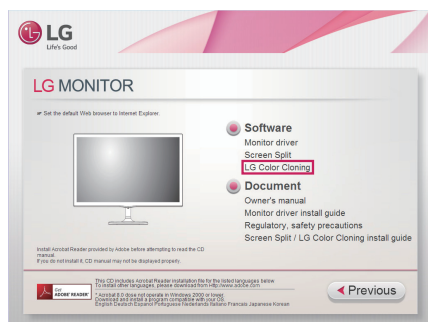 LG
Life's Good
LG MONITOR
☞ Set the default Web browser to Internet Explorer.
Software
Monitor driver
Screen Split
LG Color Cloning
Document
Owner's manual
Monitor driver install guide
Regulatory, safety precautions
Screen Split / LG Color Cloning install guide
Install Acrobat Reader provided by Adobe before attempting to read the CD
manual.
If you do not install it, CD manual may not be displayed properly.
Get
ADOBE® READER®
This CD includes Acrobat Reader installation file for the listed languages below.
To install other languages, please download from Http://www.adobe.com
* Acrobat 8.0 dose not operate in Windows 2000 or lower.
Download and install a program compatible with your OS.
English Deutsch Espanol Portuguese Nederlands Italiano Francais Japanese Korean
Previous